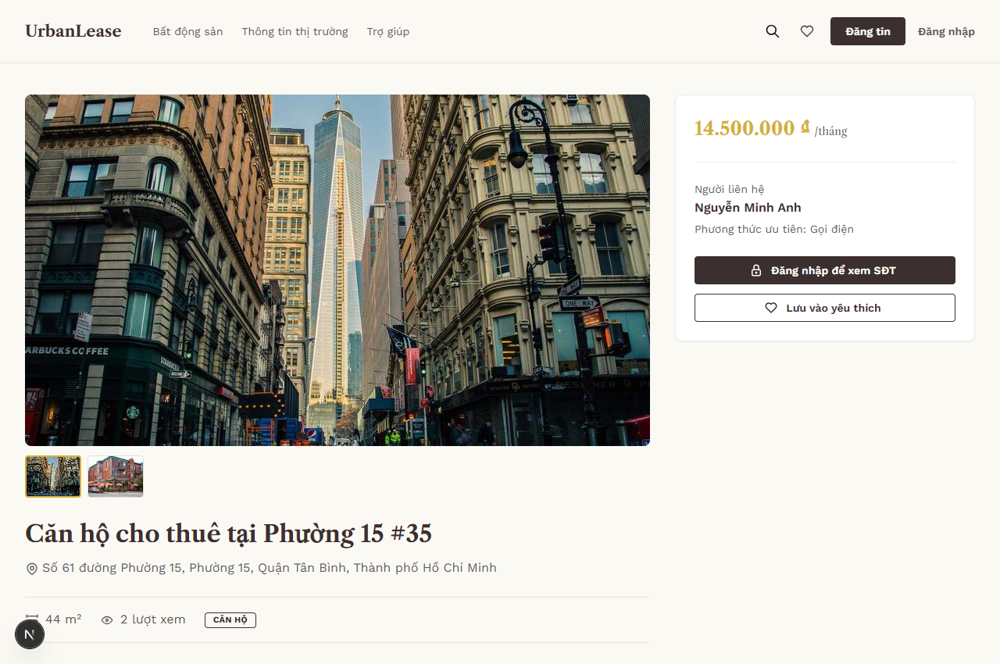 UrbanLease
Bất động sản
Thông tin thị trường
Trợ giúp
Đăng tin
Đăng nhập
ARBUCKS COFFEE
ONE WAY
14.500.000 ₫ /tháng
Người liên hệ
Nguyễn Minh Anh
Phương thức ưu tiên: Gọi điện
Đăng nhập để xem SĐT
Lưu vào yêu thích
Căn hộ cho thuê tại Phường 15 #35
Số 61 đường Phường 15, Phường 15, Quận Tân Bình, Thành phố Hồ Chí Minh
44 m²
2 lượt xem
CĂN HỘ
N